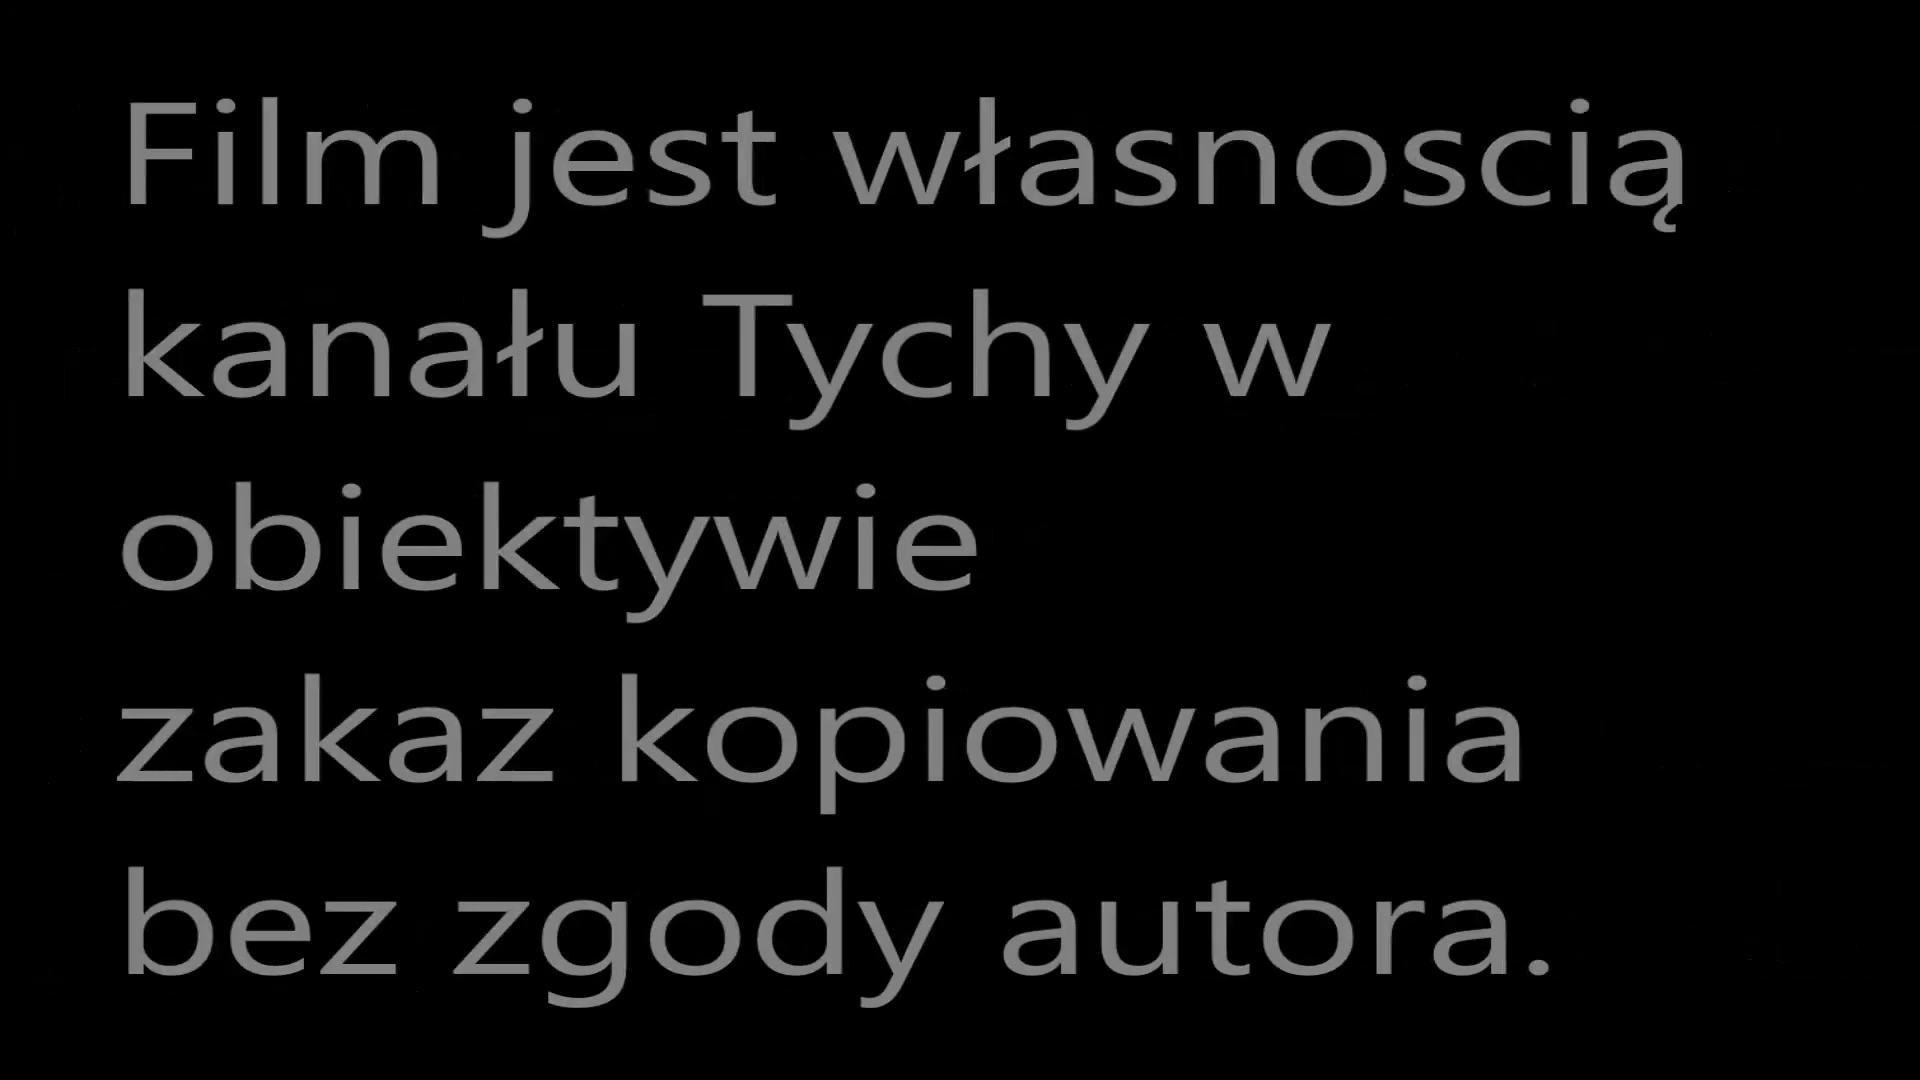 Film jest własnoscią
kanału Tychy w
obiektywie
zakaz kopiowania
bez zgody autora.